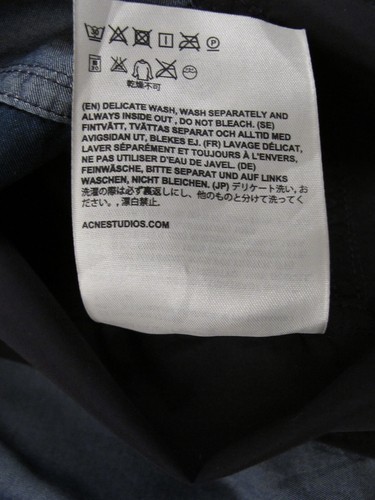 乾燥不可
(EN) DELICATE WASH, WASH SEPARATELY AND
ALWAYS INSIDE OUT , DO NOT BLEACH. (SE)
FINTVÄTT, TVÄTTAS SEPARAT OCH ALLTID MED
AVIGSIDAN UT, BLEKES EJ. (FR) LAVAGE DÉLICAT,
LAVER SÉPARÉMENT ET TOUJOURS À L'ENVERS,
NE PAS UTILISER D'EAU DE JAVEL. (DE)
FEINWÄSCHE, BITTE SEPARAT UND AUF LINKS
WASCHEN, NICHT BLEICHEN. (JP) デリケート洗い,お
洗濯の際は必ず裏返しにし、他のものと分けて洗ってく
ださい。, 漂白禁止.
ACNESTUDIOS.COM